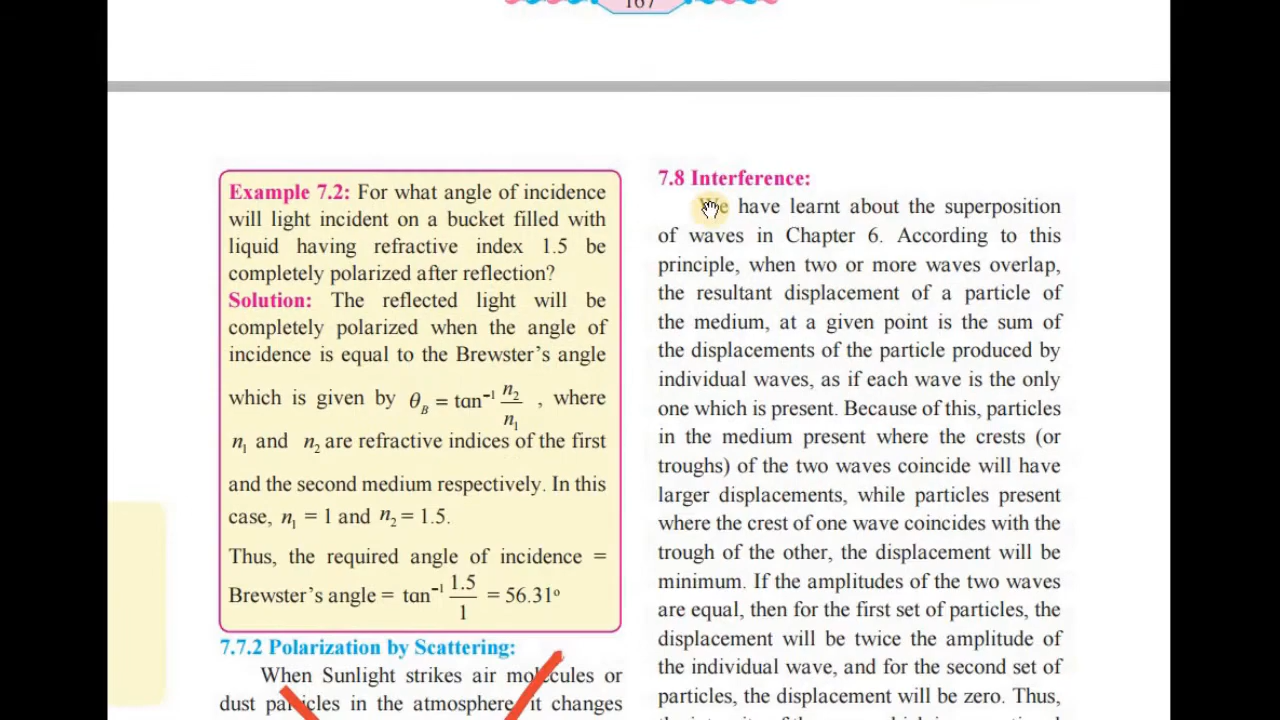 167
Example 7.2: For what angle of incidence
will light incident on a bucket filled with
liquid having refractive index 1.5 be
completely polarized after reflection?
Solution: The reflected light will be
completely polarized when the angle of
incidence is equal to the Brewster's angle
which is given by θB = tan⁻¹ n2/n1 , where
n1 and n2 are refractive indices of the first
and the second medium respectively. In this
case, n1 = 1 and n2 = 1.5.
Thus, the required angle of incidence =
Brewster's angle = tan⁻¹ 1.5/1 = 56.31°
7.7.2 Polarization by Scattering:
When Sunlight strikes air molecules or
dust particles in the atmosphere, it changes
7.8 Interference:
We have learnt about the superposition
of waves in Chapter 6. According to this
principle, when two or more waves overlap,
the resultant displacement of a particle of
the medium, at a given point is the sum of
the displacements of the particle produced by
individual waves, as if each wave is the only
one which is present. Because of this, particles
in the medium present where the crests (or
troughs) of the two waves coincide will have
larger displacements, while particles present
where the crest of one wave coincides with the
trough of the other, the displacement will be
minimum. If the amplitudes of the two waves
are equal, then for the first set of particles, the
displacement will be twice the amplitude of
the individual wave, and for the second set of
particles, the displacement will be zero. Thus,